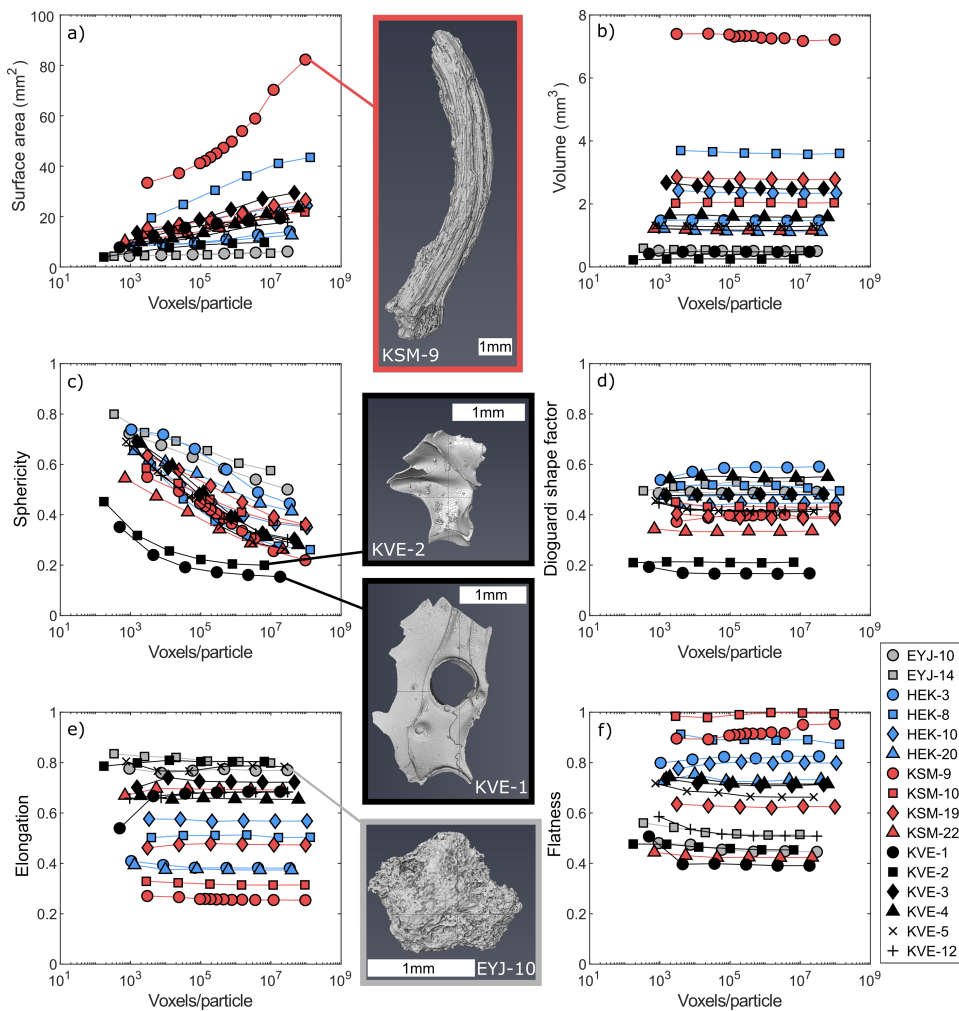 a)
Surface area (mm²)
100
80
60
40
20
0
10¹ 10³ 10⁵ 10⁷ 10⁹
Voxels/particle
KSM-9
1mm
b)
Volume (mm³)
8
6
4
2
0
10¹ 10³ 10⁵ 10⁷ 10⁹
Voxels/particle
c)
Sphericity
1
0.8
0.6
0.4
0.2
0
10¹ 10³ 10⁵ 10⁷ 10⁹
Voxels/particle
1mm
KVE-2
1mm
KVE-1
d)
Dioguardi shape factor
1
0.8
0.6
0.4
0.2
0
10¹ 10³ 10⁵ 10⁷ 10⁹
Voxels/particle
e)
Elongation
1
0.8
0.6
0.4
0.2
0
10¹ 10³ 10⁵ 10⁷ 10⁹
Voxels/particle
1mm
EYJ-10
f)
Flatness
1
0.8
0.6
0.4
0.2
0
10¹ 10³ 10⁵ 10⁷ 10⁹
Voxels/particle
EYJ-10
EYJ-14
HEK-3
HEK-8
HEK-10
HEK-20
KSM-9
KSM-10
KSM-19
KSM-22
KVE-1
KVE-2
KVE-3
KVE-4
KVE-5
KVE-12